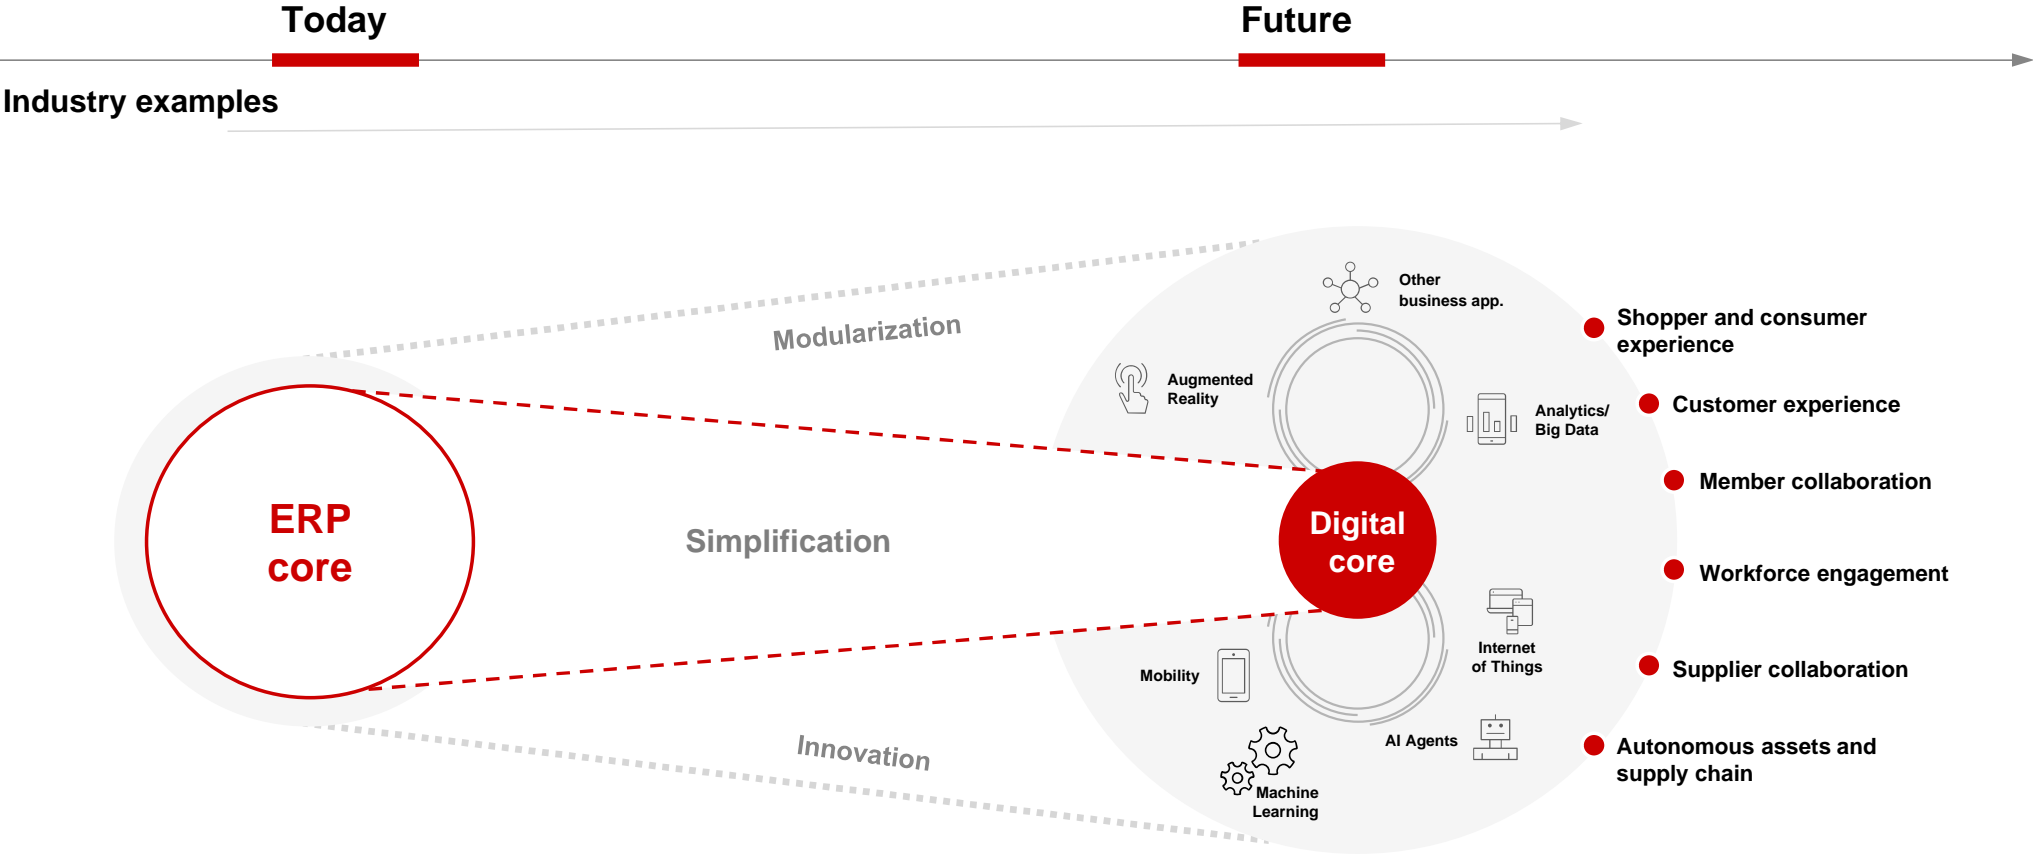 Today
Future
Industry examples
Other
business app.
Modularization
Shopper and consumer
experience
Augmented
Reality
Customer experience
Analytics/
Big Data
Member collaboration
ERP
core
Simplification
Digital
core
Workforce engagement
Internet
of Things
Mobility
Supplier collaboration
Innovation
AI Agents
Autonomous assets and
supply chain
Machine
Learning